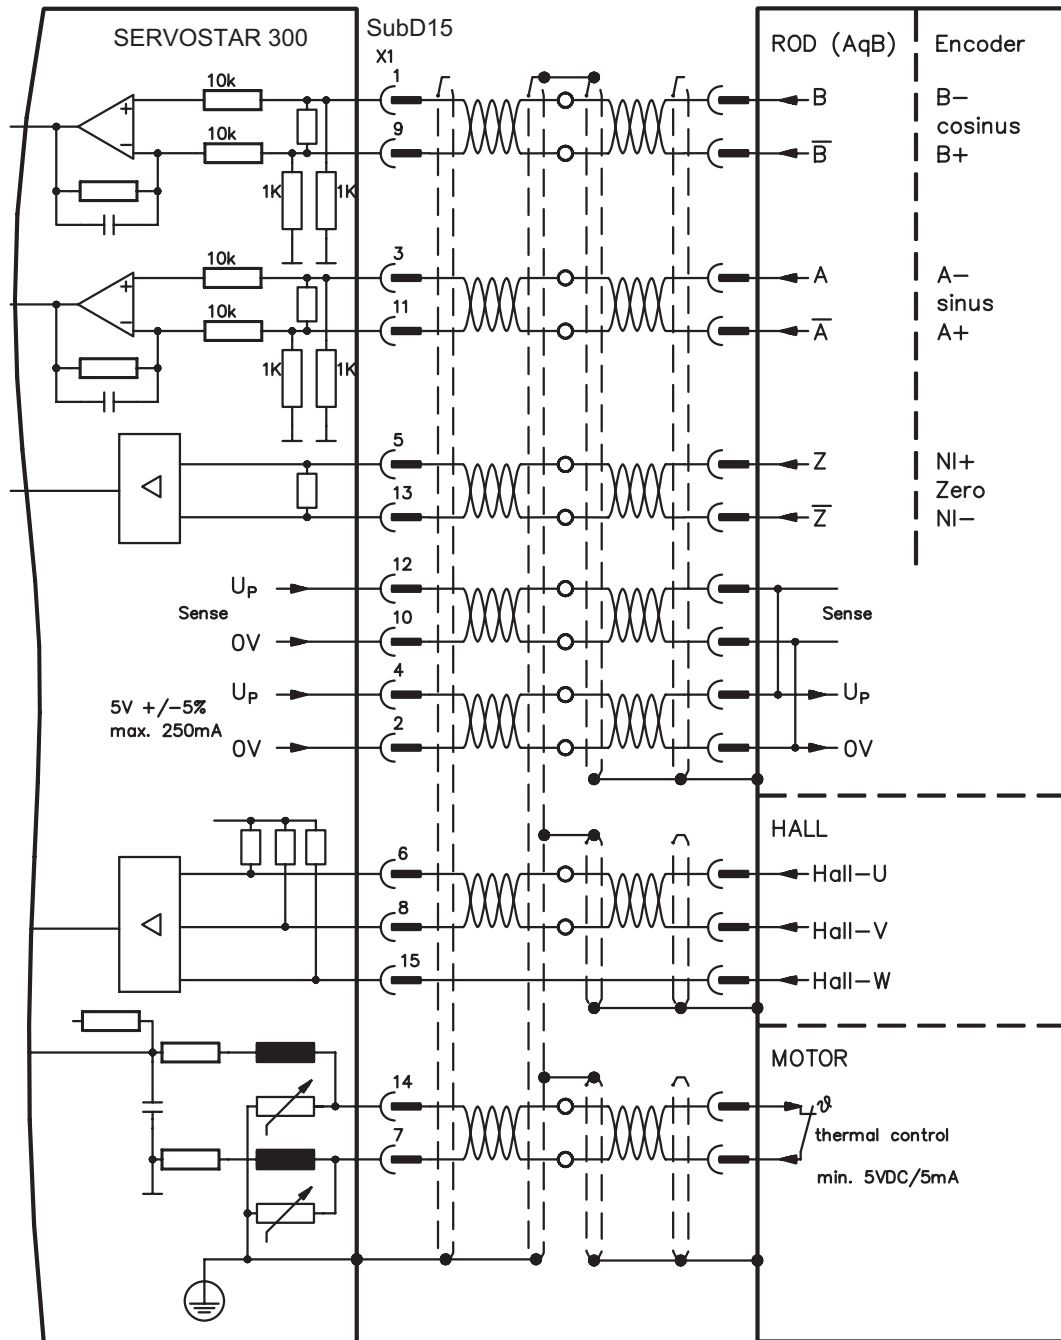 SERVOSTAR 300
SubD15
X1
ROD (AqB)
Encoder
10k
1
B
B–
cosinus
10k
9
B̅
B+
1K
1K
10k
3
A
A–
sinus
10k
11
A̅
A+
1K
1K
5
Z
NI+
Zero
13
Z̅
NI–
UP
12
Sense
Sense
0V
10
UP
4
UP
5V +/–5%
max. 250mA
0V
2
0V
HALL
6
Hall–U
8
Hall–V
15
Hall–W
MOTOR
14
ϑ
thermal control
7
min. 5VDC/5mA